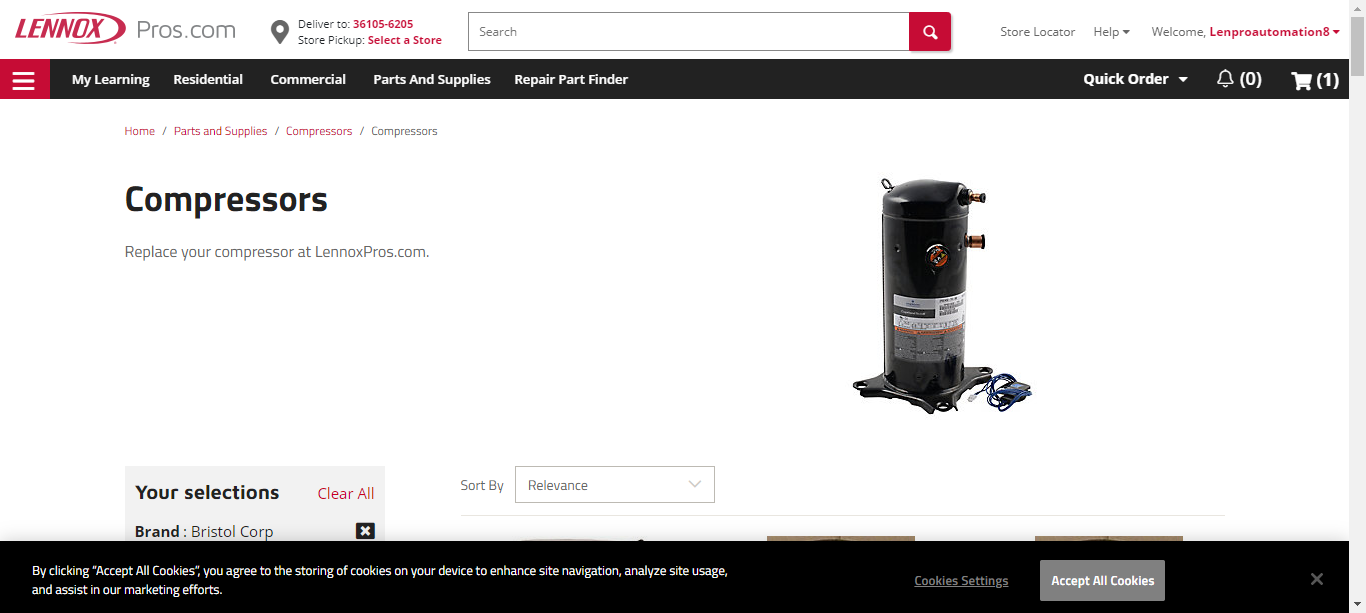 LENNOX Pros.com
Deliver to: 36105-6205
Store Pickup: Select a Store
Search
Store Locator
Help
Welcome, Lenproautomation8
My Learning
Residential
Commercial
Parts And Supplies
Repair Part Finder
Quick Order
(0)
(1)
Home / Parts and Supplies / Compressors / Compressors
Compressors
Replace your compressor at LennoxPros.com.
Your selections
Clear All
Brand : Bristol Corp
Sort By
Relevance
By clicking “Accept All Cookies”, you agree to the storing of cookies on your device to enhance site navigation, analyze site usage,
and assist in our marketing efforts.
Cookies Settings
Accept All Cookies